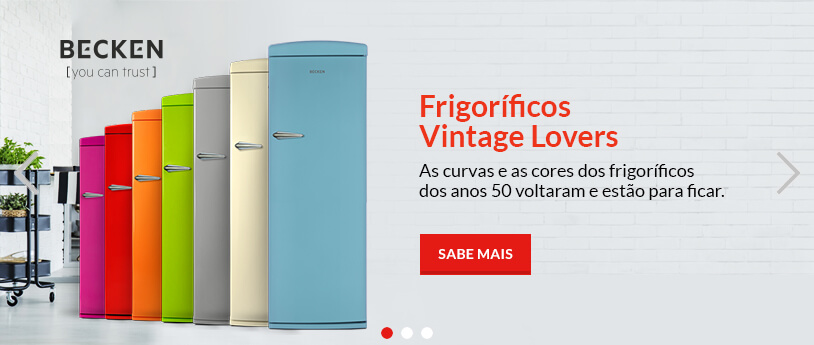 BECKEN
[you can trust]
BECKEN
Frigoríficos
Vintage Lovers
As curvas e as cores dos frigoríficos
dos anos 50 voltaram e estão para ficar.
SABE MAIS